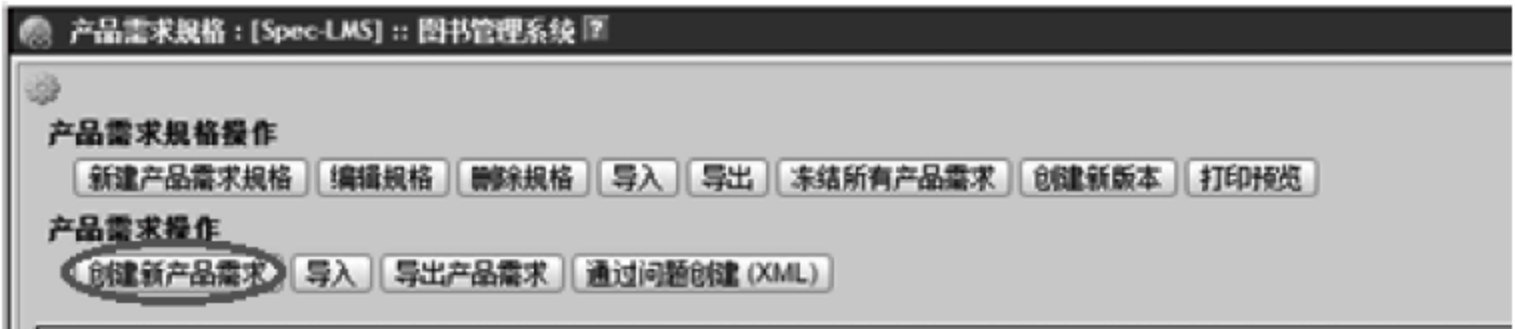 产品需求规格 : [Spec-LMS] :: 图书管理系统 ?
产品需求规格操作
新建产品需求规格 编辑规格 删除规格 导入 导出 冻结所有产品需求 创建新版本 打印预览
产品需求操作
创建新产品需求 导入 导出产品需求 通过问题创建 (XML)